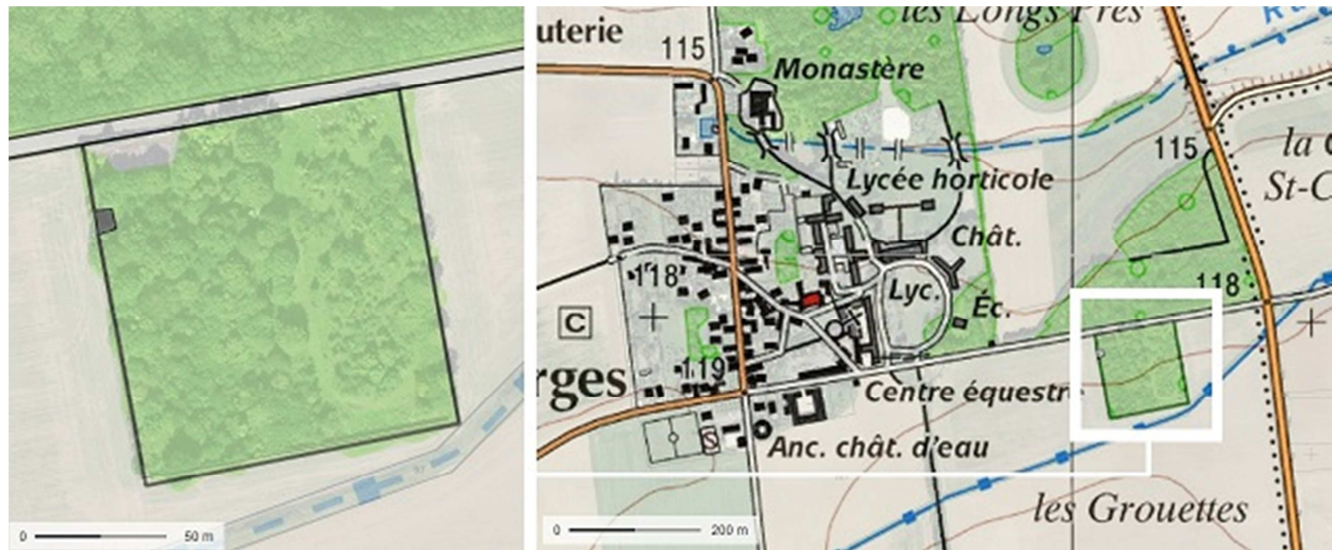 0 50 m
les Longs Prés
uterie
115
Monastère
115
la
St-C
Lycée horticole
Chât.
118
118
Lyc.
Éc.
C
119
rges
Centre équestr
Anc. chât. d'eau
les Grouettes
0 200 m